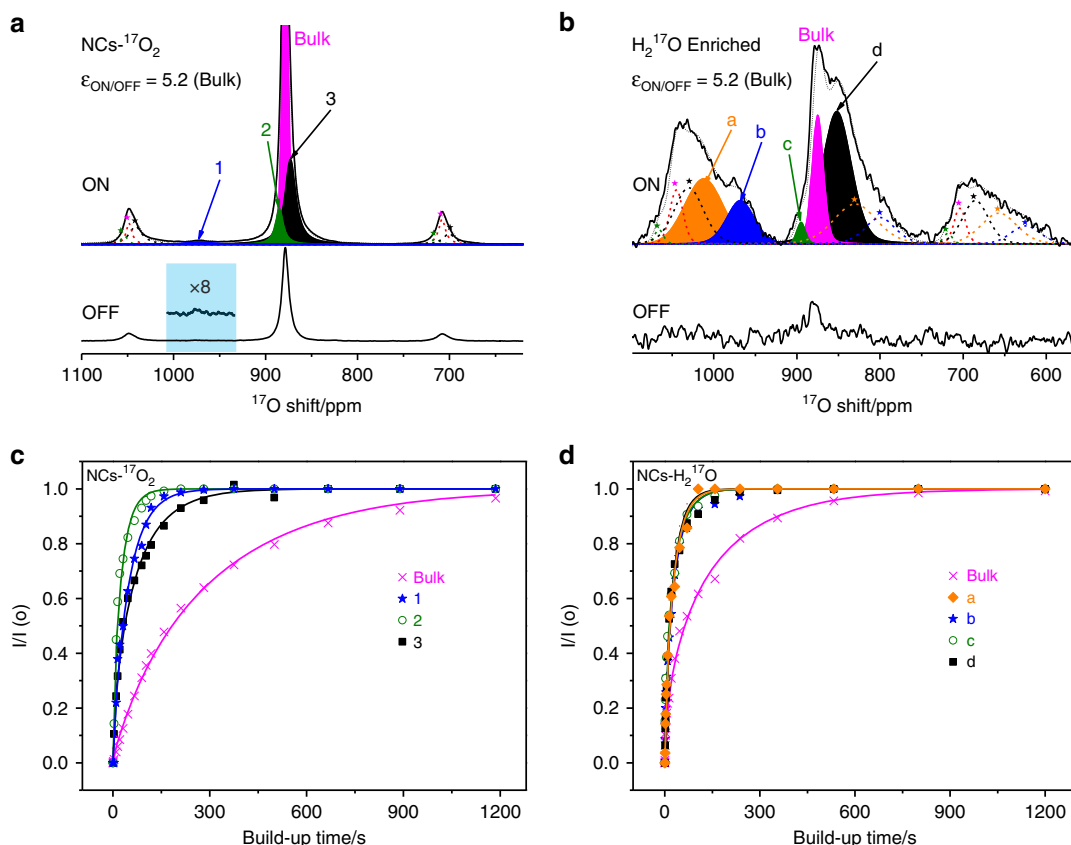 a
NCs-¹⁷O₂
εON/OFF = 5.2 (Bulk)
Bulk
3
2
1
ON
OFF
×8
1100 1000 900 800 700
¹⁷O shift/ppm
b
H₂¹⁷O Enriched
εON/OFF = 5.2 (Bulk)
Bulk
d
a
b
c
ON
OFF
1000 900 800 700 600
¹⁷O shift/ppm
c
NCs-¹⁷O₂
1.0
0.8
0.6
0.4
0.2
0.0
I/I (o)
Bulk
1
2
3
0 300 600 900 1200
Build-up time/s
d
NCs-H₂¹⁷O
1.0
0.8
0.6
0.4
0.2
0.0
I/I (o)
Bulk
a
b
c
d
0 300 600 900 1200
Build-up time/s